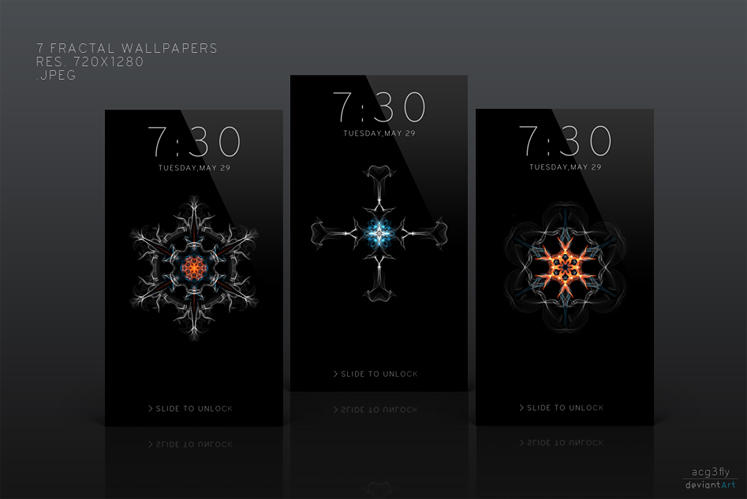 7 FRACTAL WALLPAPERS
RES. 720X1280
.JPEG
7:30
TUESDAY,MAY 29
> SLIDE TO UNLOCK
7:30
TUESDAY,MAY 29
> SLIDE TO UNLOCK
7:30
TUESDAY,MAY 29
> SLIDE TO UNLOCK
acg3fly
deviantArt